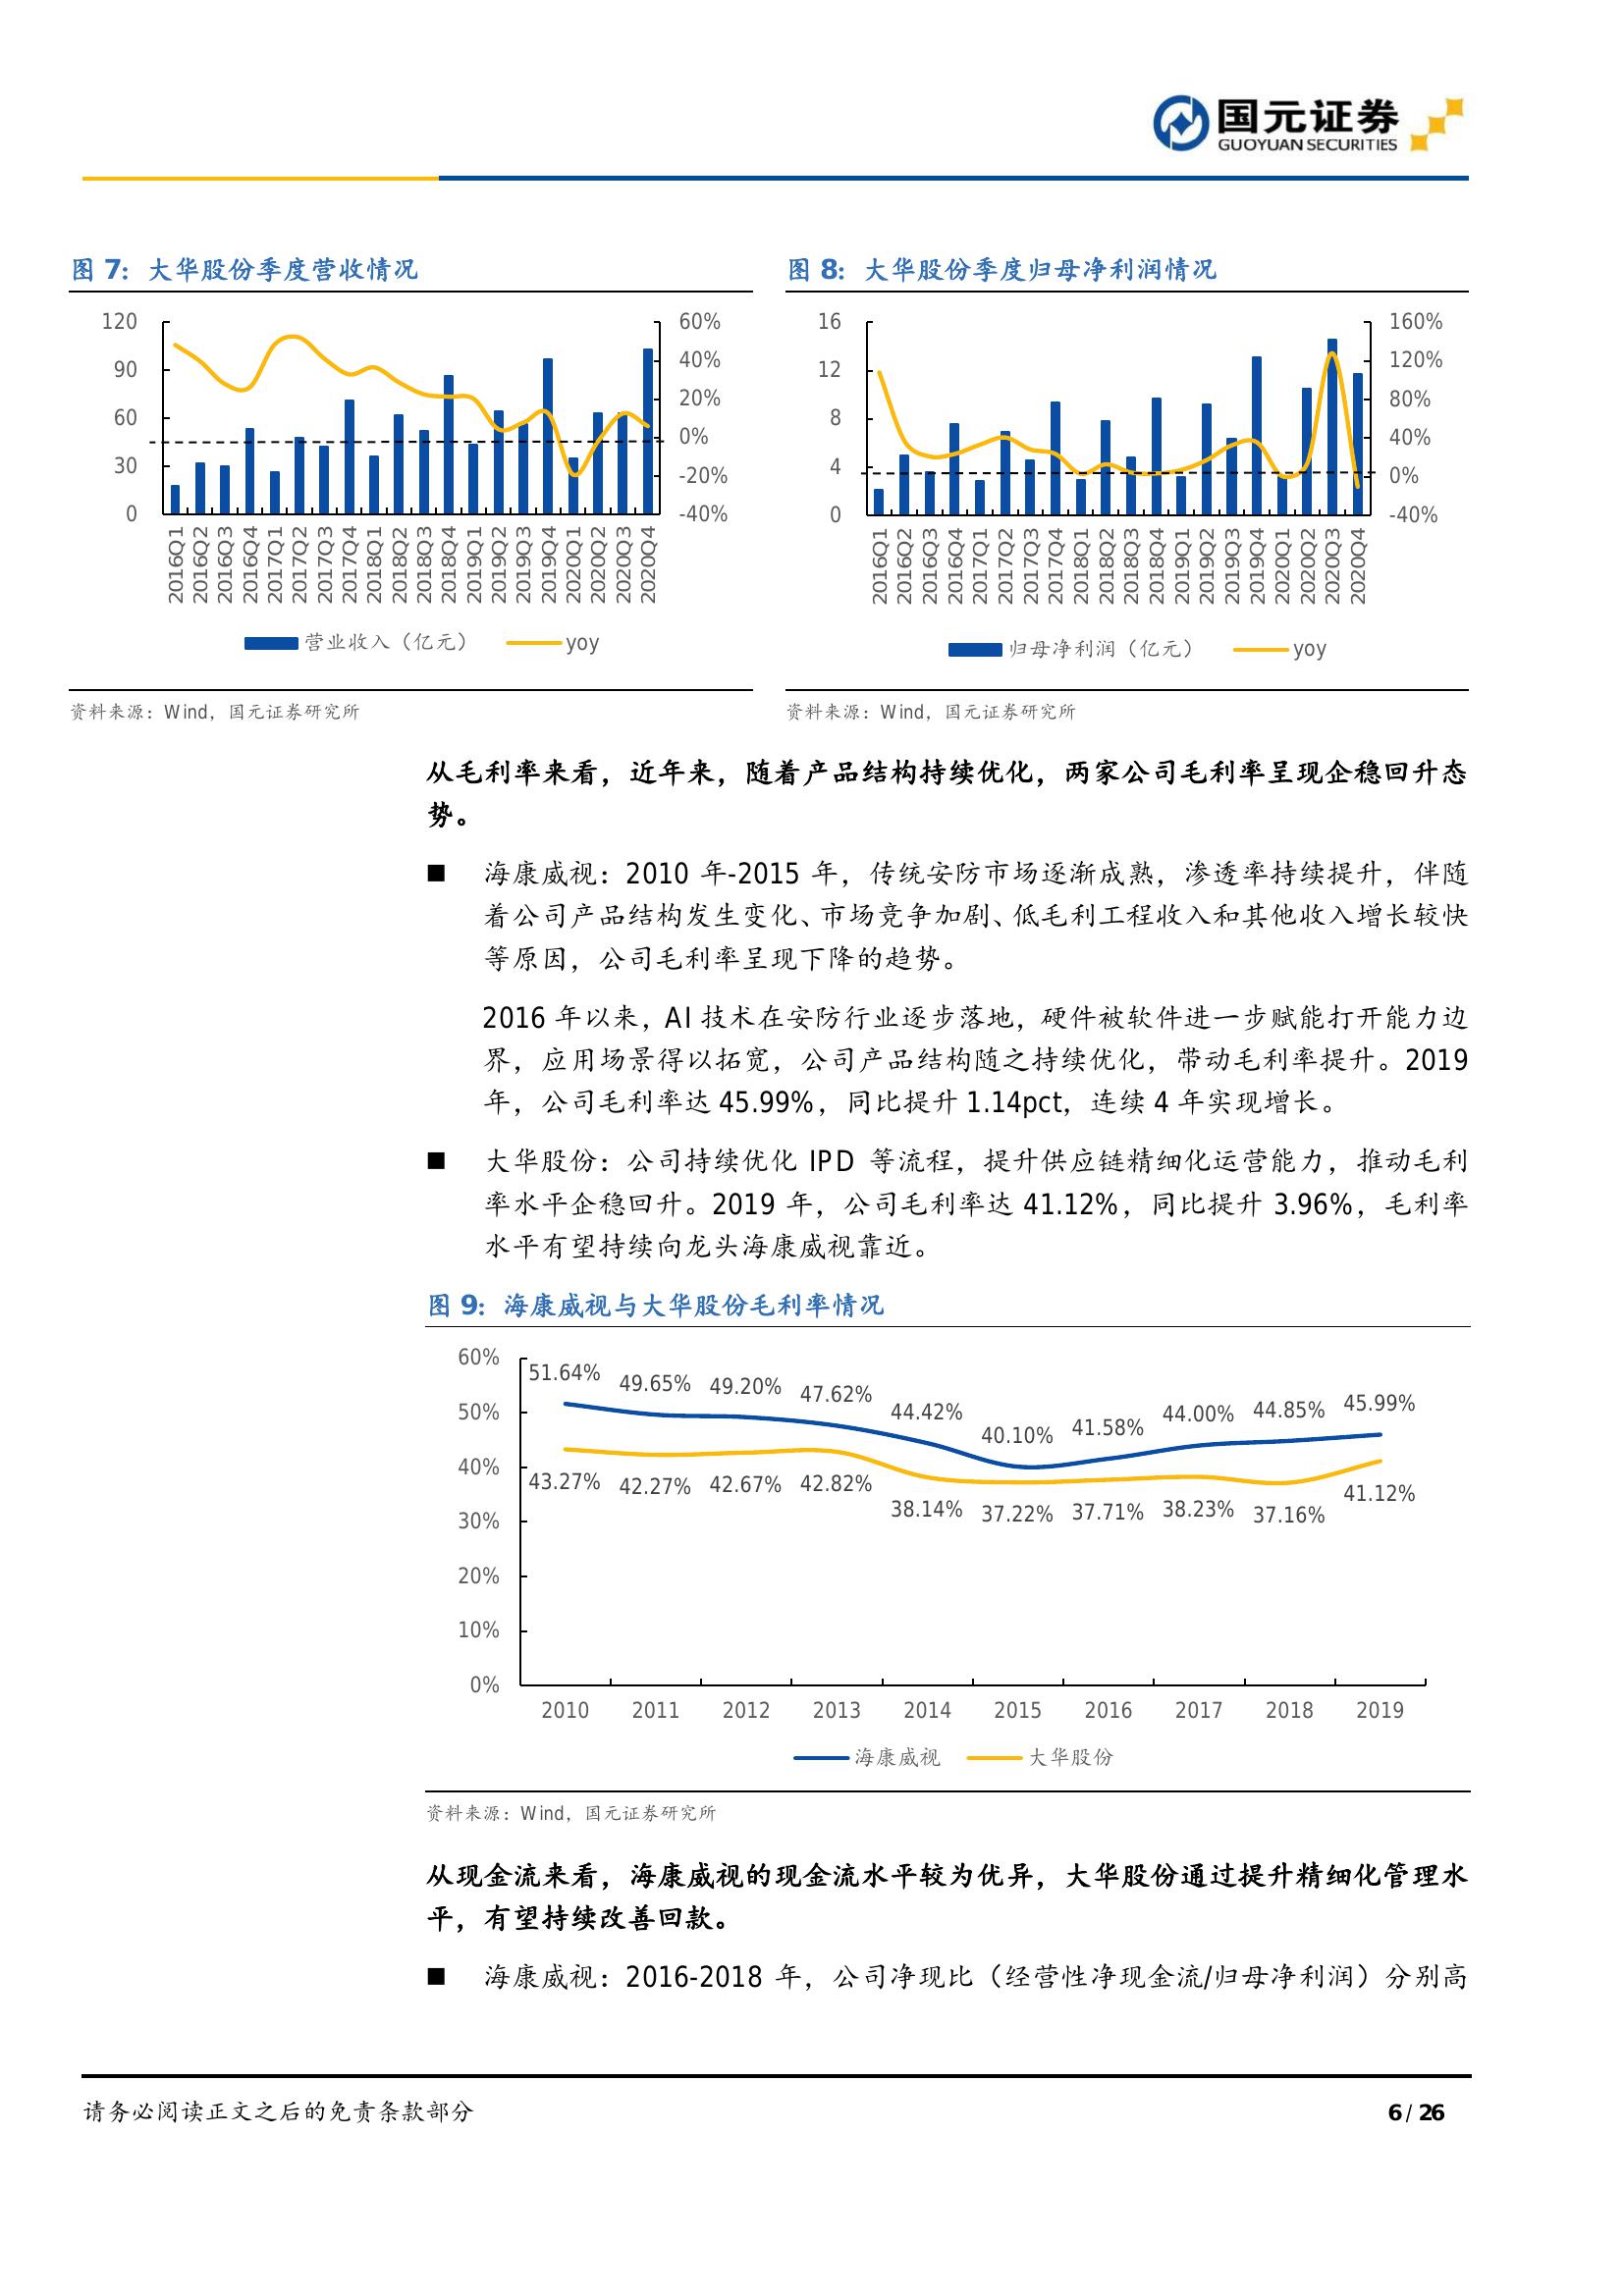 国元证券
GUOYUAN SECURITIES
图 7：大华股份季度营收情况
120
90
60
30
0
60%
40%
20%
0%
-20%
-40%
2016Q1
2016Q2
2016Q3
2016Q4
2017Q1
2017Q2
2017Q3
2017Q4
2018Q1
2018Q2
2018Q3
2018Q4
2019Q1
2019Q2
2019Q3
2019Q4
2020Q1
2020Q2
2020Q3
2020Q4
营业收入（亿元） yoy
资料来源：Wind，国元证券研究所
图 8：大华股份季度归母净利润情况
16
12
8
4
0
160%
120%
80%
40%
0%
-40%
2016Q1
2016Q2
2016Q3
2016Q4
2017Q1
2017Q2
2017Q3
2017Q4
2018Q1
2018Q2
2018Q3
2018Q4
2019Q1
2019Q2
2019Q3
2019Q4
2020Q1
2020Q2
2020Q3
2020Q4
归母净利润（亿元） yoy
资料来源：Wind，国元证券研究所
从毛利率来看，近年来，随着产品结构持续优化，两家公司毛利率呈现企稳回升态
势。
■ 海康威视：2010 年-2015 年，传统安防市场逐渐成熟，渗透率持续提升，伴随
着公司产品结构发生变化、市场竞争加剧、低毛利工程收入和其他收入增长较快
等原因，公司毛利率呈现下降的趋势。
2016 年以来，AI 技术在安防行业逐步落地，硬件被软件进一步赋能打开能力边
界，应用场景得以拓宽，公司产品结构随之持续优化，带动毛利率提升。2019
年，公司毛利率达 45.99%，同比提升 1.14pct，连续 4 年实现增长。
■ 大华股份：公司持续优化 IPD 等流程，提升供应链精细化运营能力，推动毛利
率水平企稳回升。2019 年，公司毛利率达 41.12%，同比提升 3.96%，毛利率
水平有望持续向龙头海康威视靠近。
图 9：海康威视与大华股份毛利率情况
60%
50%
40%
30%
20%
10%
0%
51.64% 49.65% 49.20% 47.62% 44.42% 40.10% 41.58% 44.00% 44.85% 45.99%
43.27% 42.27% 42.67% 42.82% 38.14% 37.22% 37.71% 38.23% 37.16% 41.12%
2010 2011 2012 2013 2014 2015 2016 2017 2018 2019
海康威视 大华股份
资料来源：Wind，国元证券研究所
从现金流来看，海康威视的现金流水平较为优异，大华股份通过提升精细化管理水
平，有望持续改善回款。
■ 海康威视：2016-2018 年，公司净现比（经营性净现金流/归母净利润）分别高
请务必阅读正文之后的免责条款部分
6 / 26